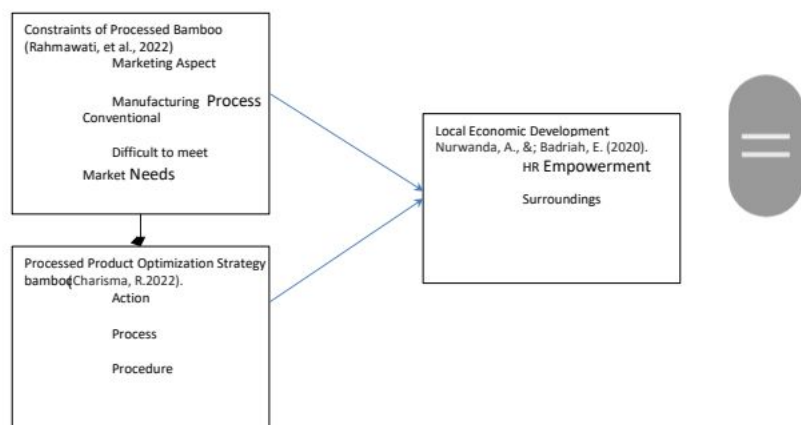 Constraints of Processed Bamboo
(Rahmawati, et al., 2022)
Marketing Aspect
Manufacturing Process
Conventional
Difficult to meet
Market Needs
Processed Product Optimization Strategy
bamboo(Charisma, R.2022).
Action
Process
Procedure
Local Economic Development
Nurwanda, A., &; Badriah, E. (2020).
HR Empowerment
Surroundings